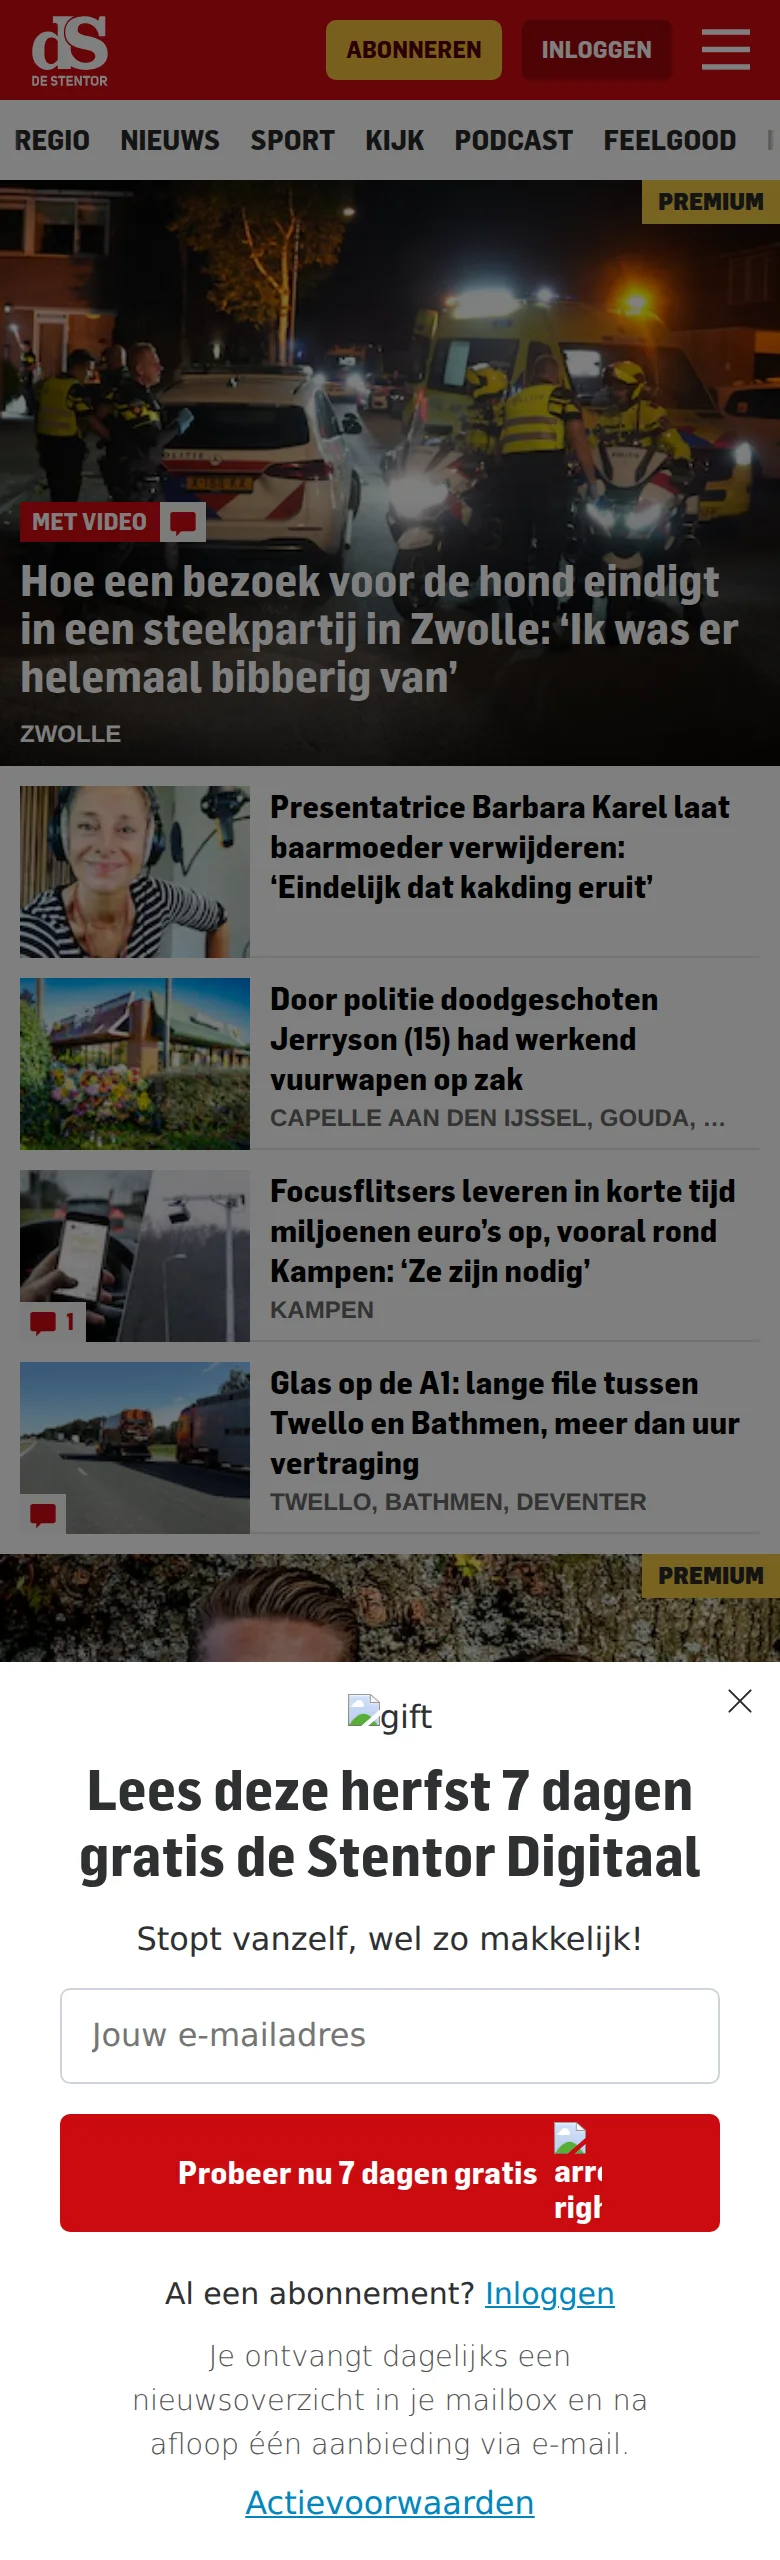 dS
DE STENTOR
ABONNEREN
INLOGGEN
REGIO NIEUWS SPORT KIJK PODCAST FEELGOOD
PREMIUM
POLITIE
MET VIDEO
Hoe een bezoek voor de hond eindigt
in een steekpartij in Zwolle: ‘Ik was er
helemaal bibberig van’
ZWOLLE
Presentatrice Barbara Karel laat
baarmoeder verwijderen:
‘Eindelijk dat kakding eruit’
Door politie doodgeschoten
Jerryson (15) had werkend
vuurwapen op zak
CAPELLE AAN DEN IJSSEL, GOUDA, …
Focusflitsers leveren in korte tijd
miljoenen euro’s op, vooral rond
Kampen: ‘Ze zijn nodig’
KAMPEN
1
Glas op de A1: lange file tussen
Twello en Bathmen, meer dan uur
vertraging
TWELLO, BATHMEN, DEVENTER
PREMIUM
gift
Lees deze herfst 7 dagen
gratis de Stentor Digitaal
Stopt vanzelf, wel zo makkelijk!
Jouw e-mailadres
Probeer nu 7 dagen gratis
Al een abonnement? Inloggen
Je ontvangt dagelijks een
nieuwsoverzicht in je mailbox en na
afloop één aanbieding via e-mail.
Actievoorwaarden